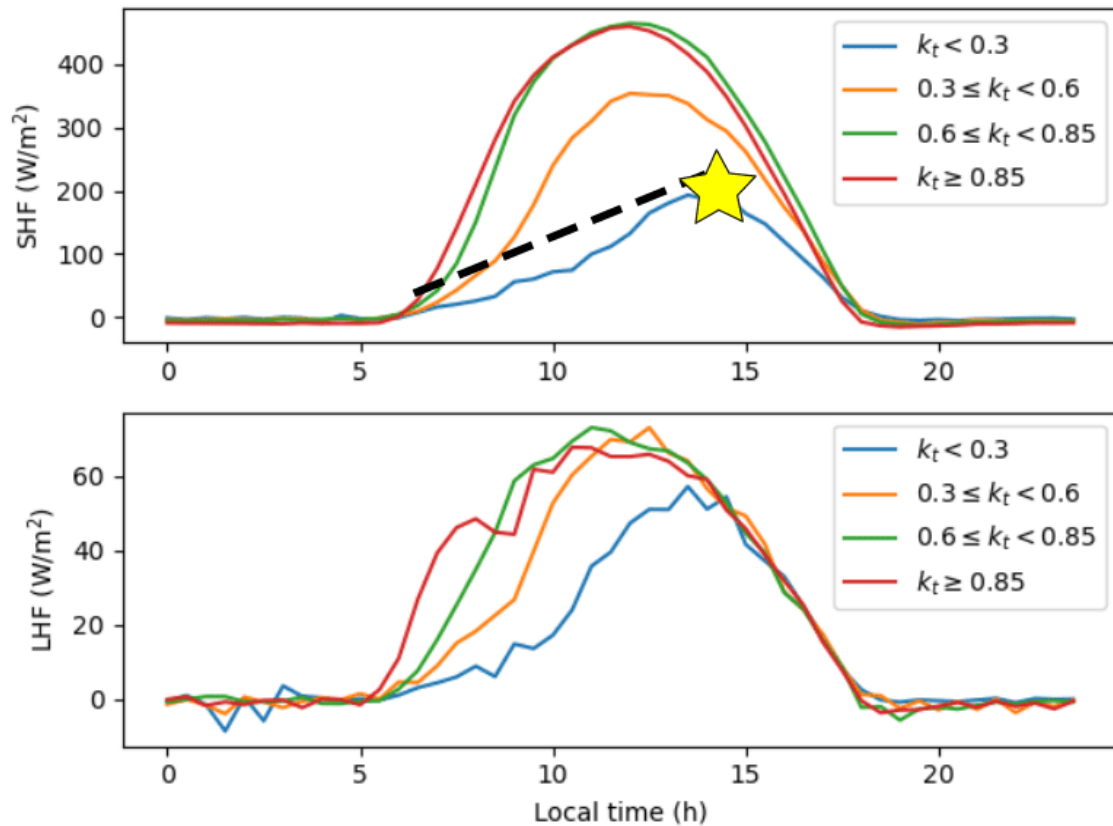 SHF (W/m²)
400
300
200
100
0
k_t < 0.3
0.3 ≤ k_t < 0.6
0.6 ≤ k_t < 0.85
k_t ≥ 0.85
0 5 10 15 20
LHF (W/m²)
60
40
20
0
k_t < 0.3
0.3 ≤ k_t < 0.6
0.6 ≤ k_t < 0.85
k_t ≥ 0.85
0 5 10 15 20
Local time (h)